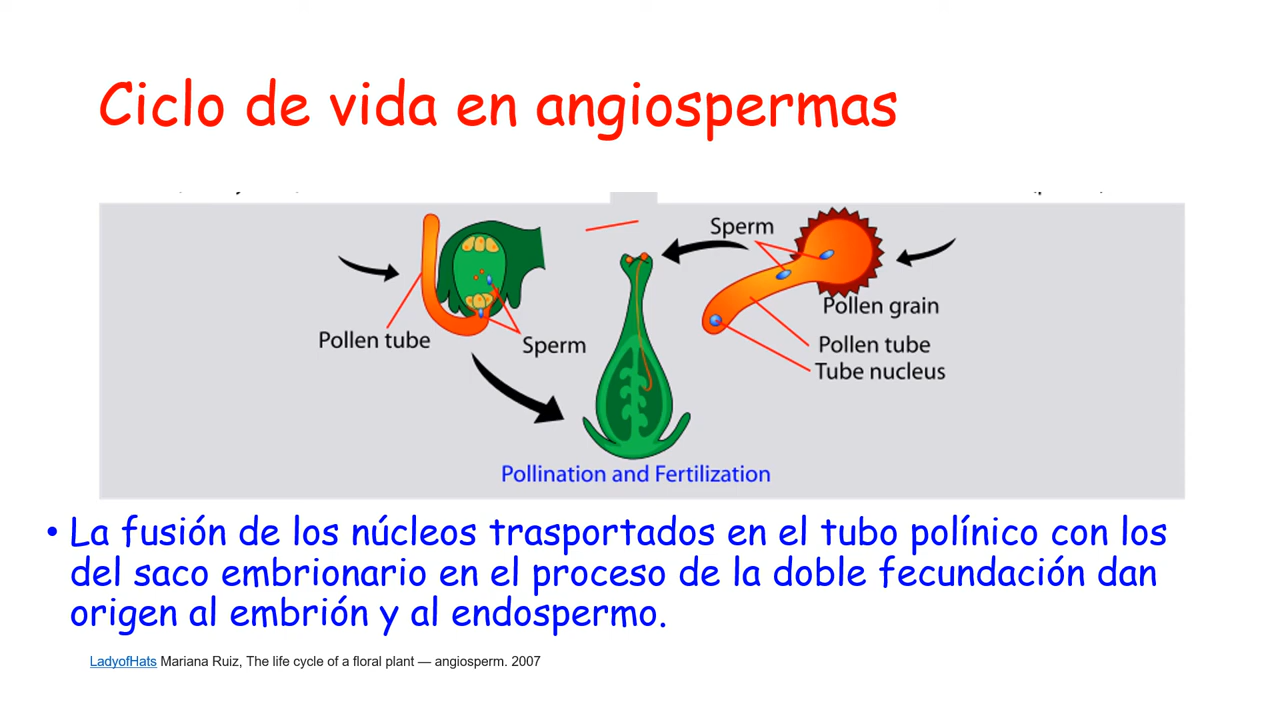 Ciclo de vida en angiospermas
Sperm
Pollen grain
Pollen tube
Sperm
Pollen tube
Tube nucleus
Pollination and Fertilization
• La fusión de los núcleos trasportados en el tubo polínico con los
del saco embrionario en el proceso de la doble fecundación dan
origen al embrión y al endospermo.
LadyofHats Mariana Ruiz, The life cycle of a floral plant — angiosperm. 2007